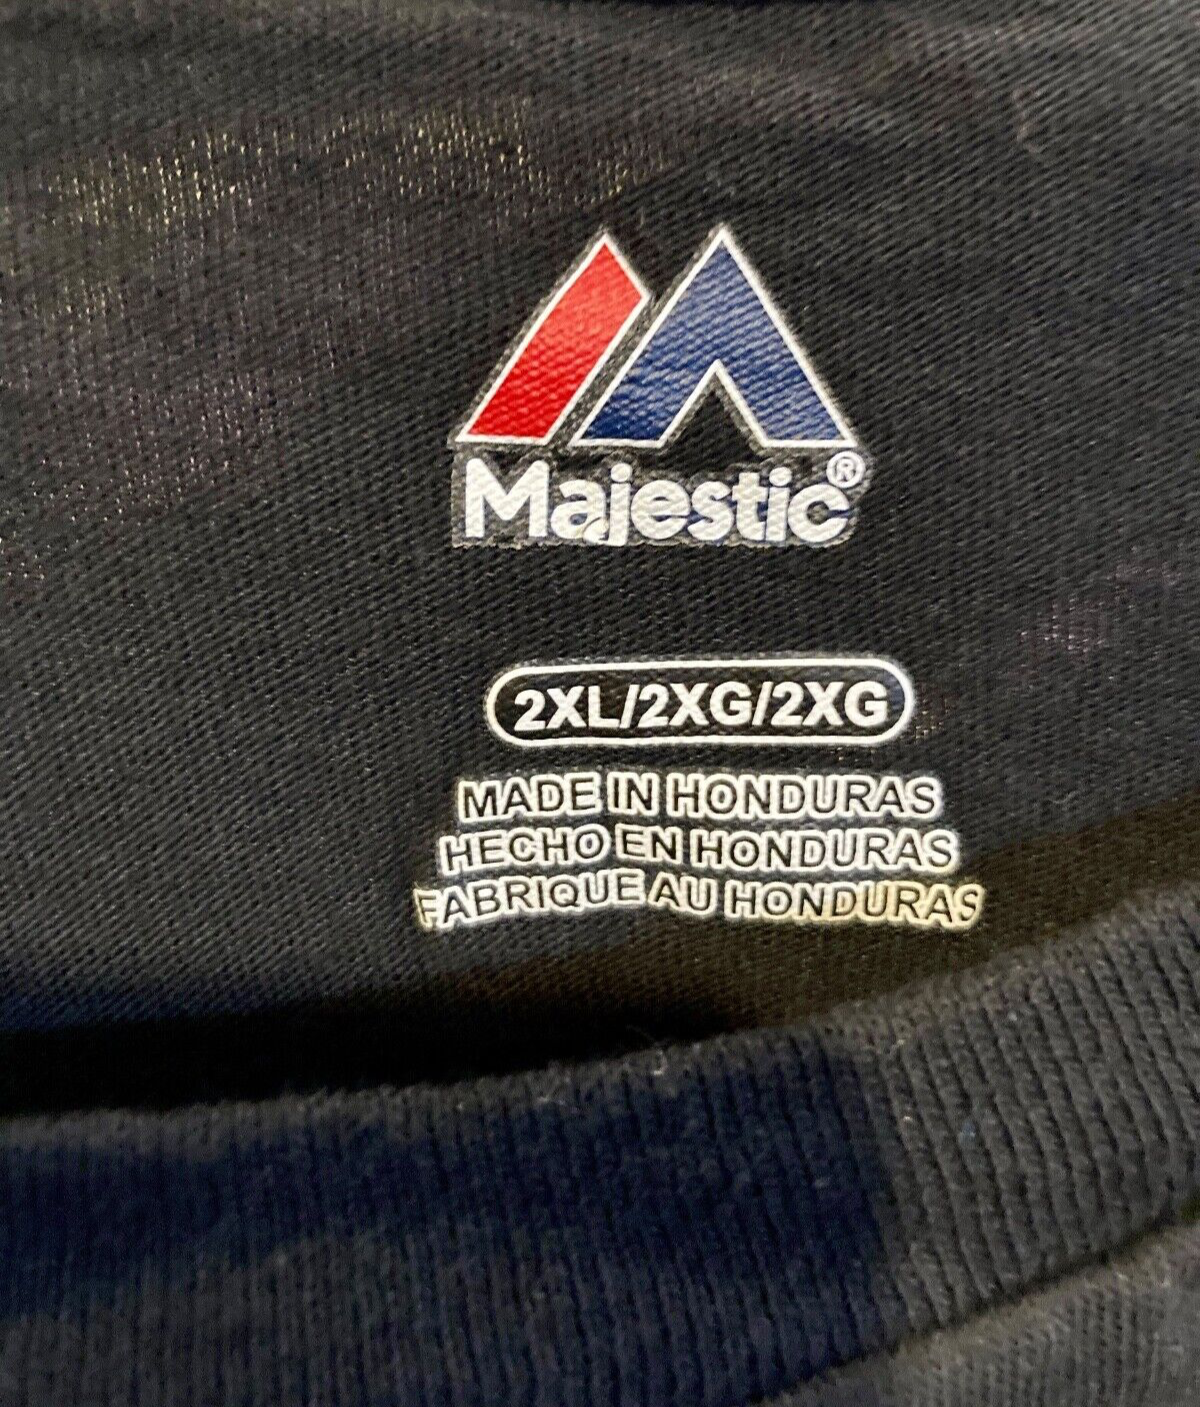 Majestic®
2XL/2XG/2XG
MADE IN HONDURAS
HECHO EN HONDURAS
FABRIQUE AU HONDURAS